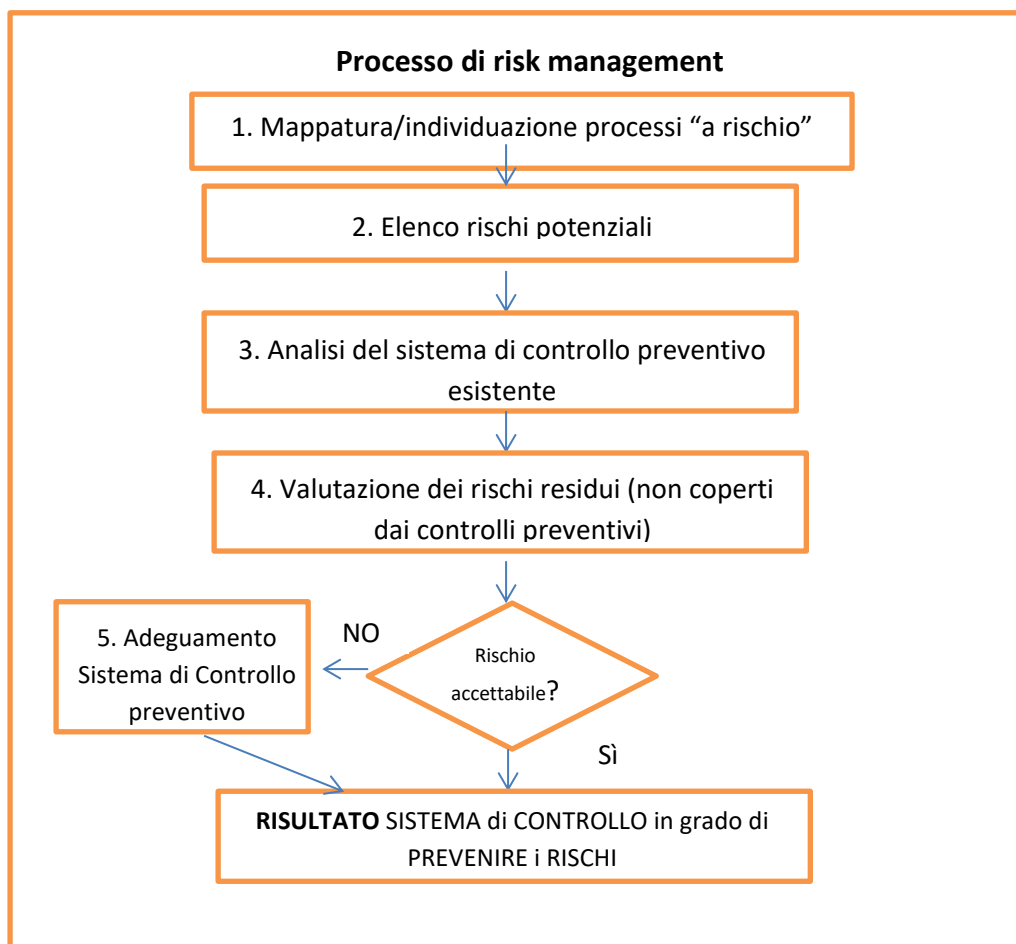 Processo di risk management
1. Mappatura/individuazione processi “a rischio”
2. Elenco rischi potenziali
3. Analisi del sistema di controllo preventivo
esistente
4. Valutazione dei rischi residui (non coperti
dai controlli preventivi)
5. Adeguamento
Sistema di Controllo
preventivo
NO
Rischio
accettabile?
Sì
RISULTATO SISTEMA di CONTROLLO in grado di
PREVENIRE i RISCHI